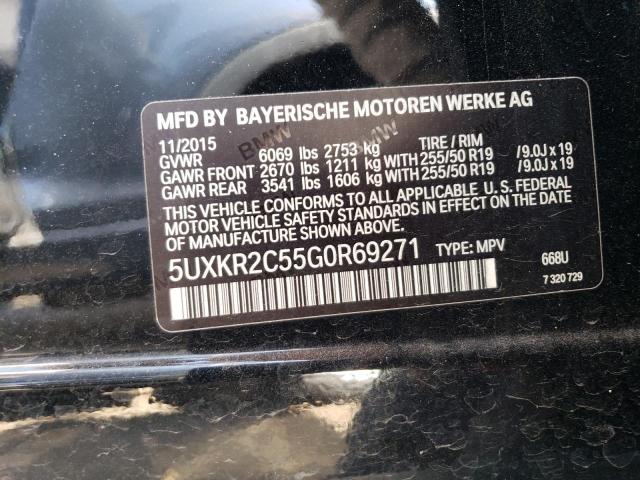 MFD BY BAYERISCHE MOTOREN WERKE AG
11/2015 TIRE / RIM
GVWR 6069 lbs 2753 kg
GAWR FRONT 2670 lbs 1211 kg WITH 255/50 R19 /9.0J x 19
GAWR REAR 3541 lbs 1606 kg WITH 255/50 R19 /9.0J x 19
THIS VEHICLE CONFORMS TO ALL APPLICABLE U. S. FEDERAL
MOTOR VEHICLE SAFETY STANDARDS IN EFFECT ON THE DATE
OF MANUFACTURE SHOWN ABOVE.
5UXKR2C55G0R69271 TYPE: MPV 668U
7 320 729
BMW
BMW